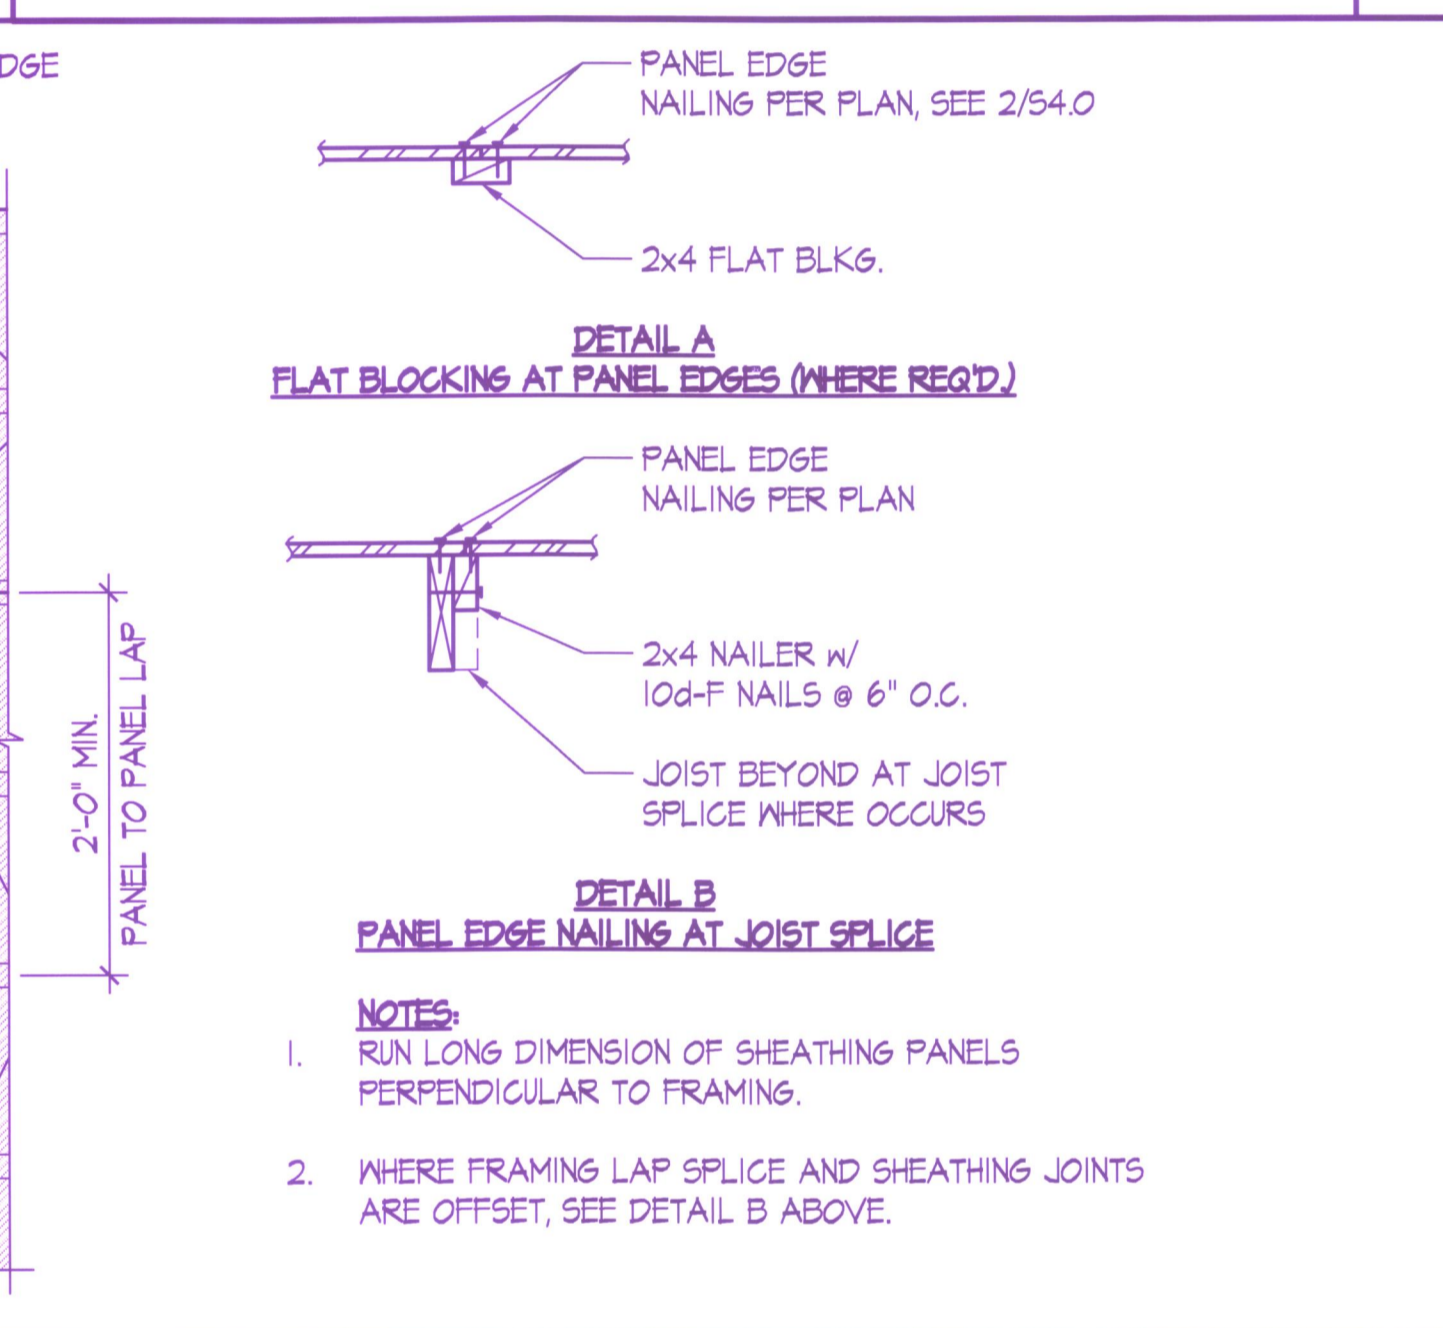 DGE
PANEL EDGE
NAILING PER PLAN, SEE 2/S4.0
2x4 FLAT BLKG.
DETAIL A
FLAT BLOCKING AT PANEL EDGES (WHERE REQ'D.)
PANEL EDGE
NAILING PER PLAN
2x4 NAILER W/
10d-F NAILS @ 6" O.C.
JOIST BEYOND AT JOIST
SPLICE WHERE OCCURS
2'-0" MIN.
PANEL TO PANEL LAP
DETAIL B
PANEL EDGE NAILING AT JOIST SPLICE
NOTES:
1. RUN LONG DIMENSION OF SHEATHING PANELS
PERPENDICULAR TO FRAMING.
2. WHERE FRAMING LAP SPLICE AND SHEATHING JOINTS
ARE OFFSET, SEE DETAIL B ABOVE.